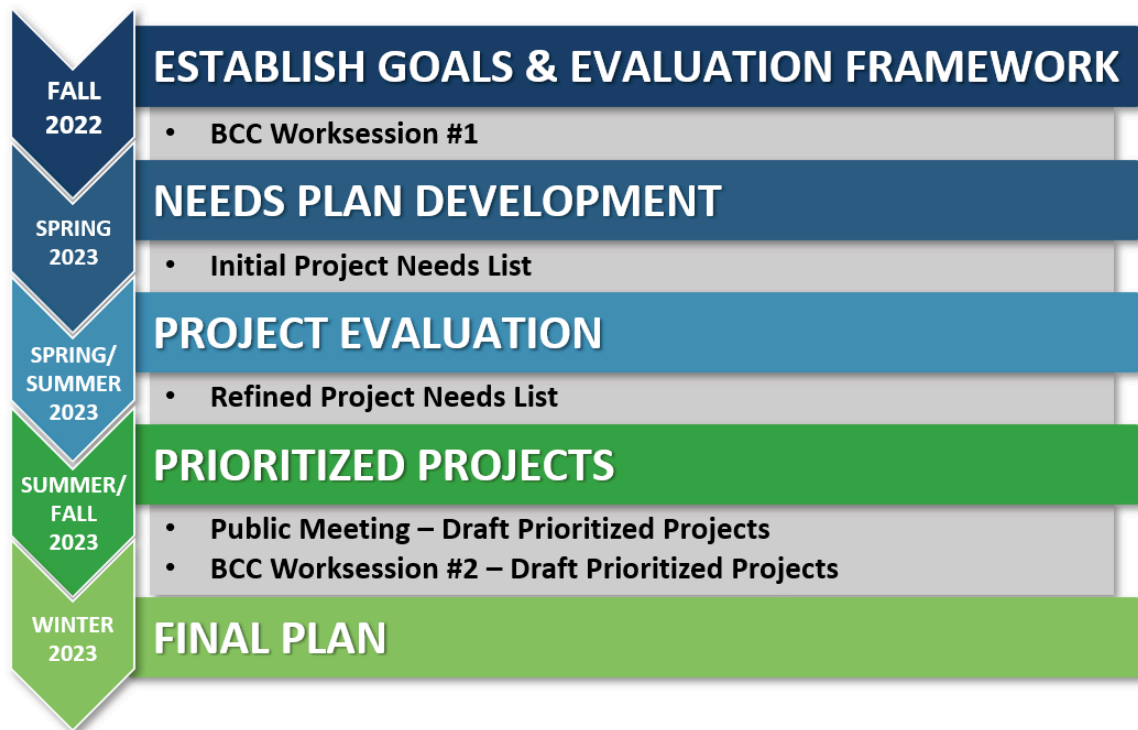 FALL
2022
ESTABLISH GOALS & EVALUATION FRAMEWORK
• BCC Worksession #1
SPRING
2023
NEEDS PLAN DEVELOPMENT
• Initial Project Needs List
SPRING/
SUMMER
2023
PROJECT EVALUATION
• Refined Project Needs List
SUMMER/
FALL
2023
PRIORITIZED PROJECTS
• Public Meeting – Draft Prioritized Projects
• BCC Worksession #2 – Draft Prioritized Projects
WINTER
2023
FINAL PLAN